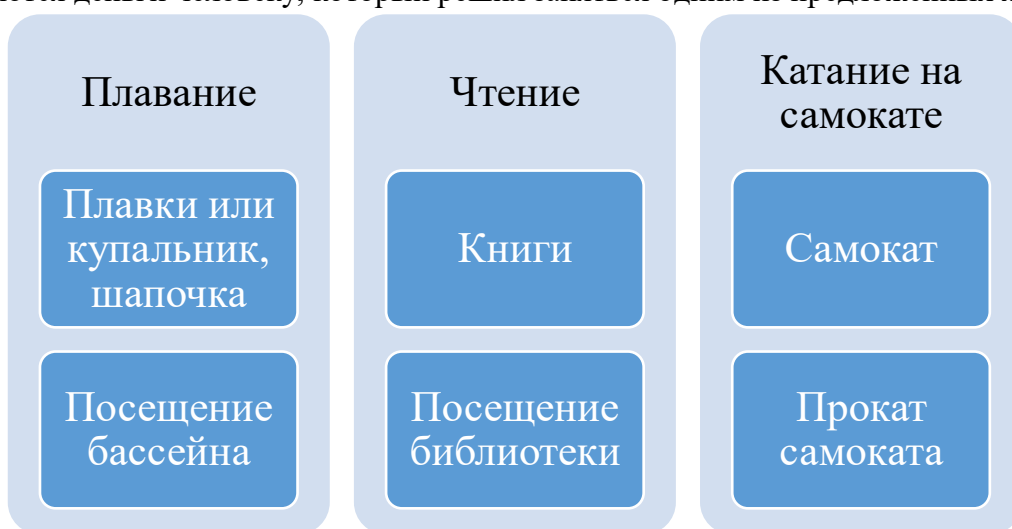 Плавание
Плавки или
купальник,
шапочка
Посещение
бассейна
Чтение
Книги
Посещение
библиотеки
Катание на
самокате
Самокат
Прокат
самоката